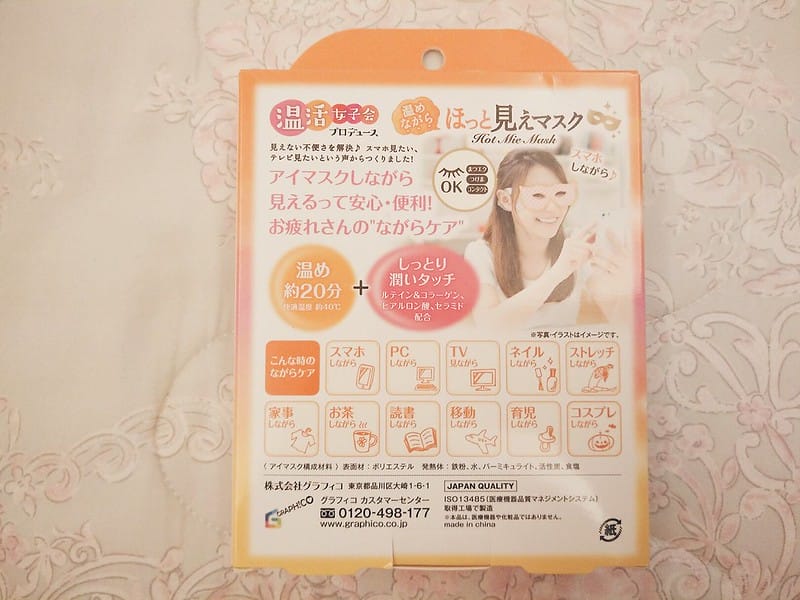 温活女子会
プロデュース
温め
ながら
ほっと見えマスク
Hot Mie Mask
見えない不便さを解決♪ スマホ見たい、
テレビ見たいという声からつくりました!
アイマスクしながら
見えるって安心・便利!
お疲れさんの"ながらケア"
OK
まつエク
つけま
コンタクト
スマホ
しながら♪
温め
約20分
快適温度 約40℃
+
しっとり
潤いタッチ
ルテイン&コラーゲン、
ヒアルロン酸、セラミド
配合
※写真・イラストはイメージです。
こんな時の
ながらケア
スマホ
しながら
PC
しながら
TV
見ながら
ネイル
しながら
ストレッチ
しながら
家事
しながら
お茶
しながら
読書
しながら
移動
しながら
育児
しながら
コスプレ
しながら
〈アイマスク構成材料〉表面材:ポリエステル 発熱体:鉄粉、水、バーミキュライト、活性炭、食塩
株式会社グラフィコ 東京都品川区大崎1-6-1
GRAPHICO
グラフィコ カスタマーセンター
0120-498-177
www.graphico.co.jp
JAPAN QUALITY
ISO13485(医療機器品質マネジメントシステム)
取得工場で製造
※本品は、医療機器や化粧品ではありません。
made in china
紙